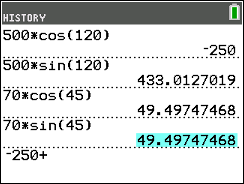 HISTORY
500*cos(120)
-250
500*sin(120)
433.0127019
70*cos(45)
49.49747468
70*sin(45)
49.49747468
-250+